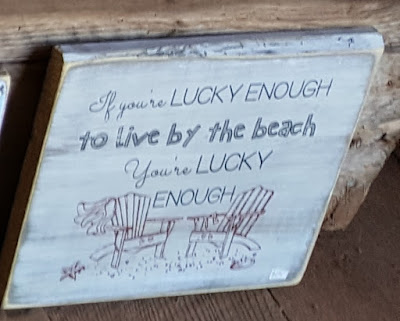 If you're LUCKY ENOUGH
to live by the beach
You're LUCKY
ENOUGH